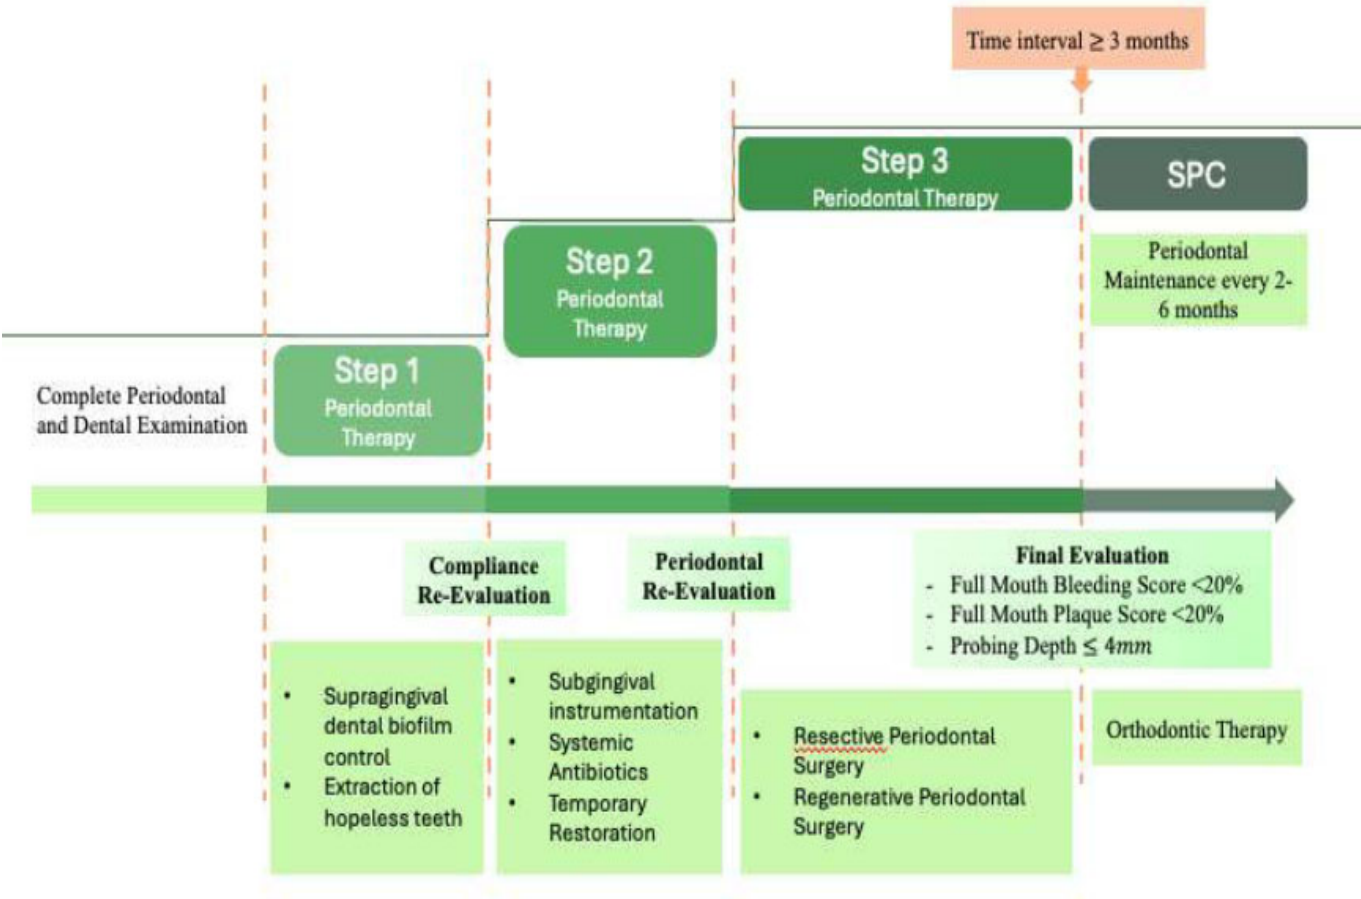 Time interval ≥ 3 months
Step 3
Periodontal Therapy
SPC
Step 2
Periodontal
Therapy
Periodontal
Maintenance every 2-
6 months
Step 1
Periodontal
Therapy
Complete Periodontal
and Dental Examination
Compliance
Re-Evaluation
Periodontal
Re-Evaluation
Final Evaluation
- Full Mouth Bleeding Score <20%
- Full Mouth Plaque Score <20%
- Probing Depth ≤ 4mm
• Supragingival
dental biofilm
control
• Extraction of
hopeless teeth
• Subgingival
instrumentation
• Systemic
Antibiotics
• Temporary
Restoration
• Resective Periodontal
Surgery
• Regenerative Periodontal
Surgery
Orthodontic Therapy